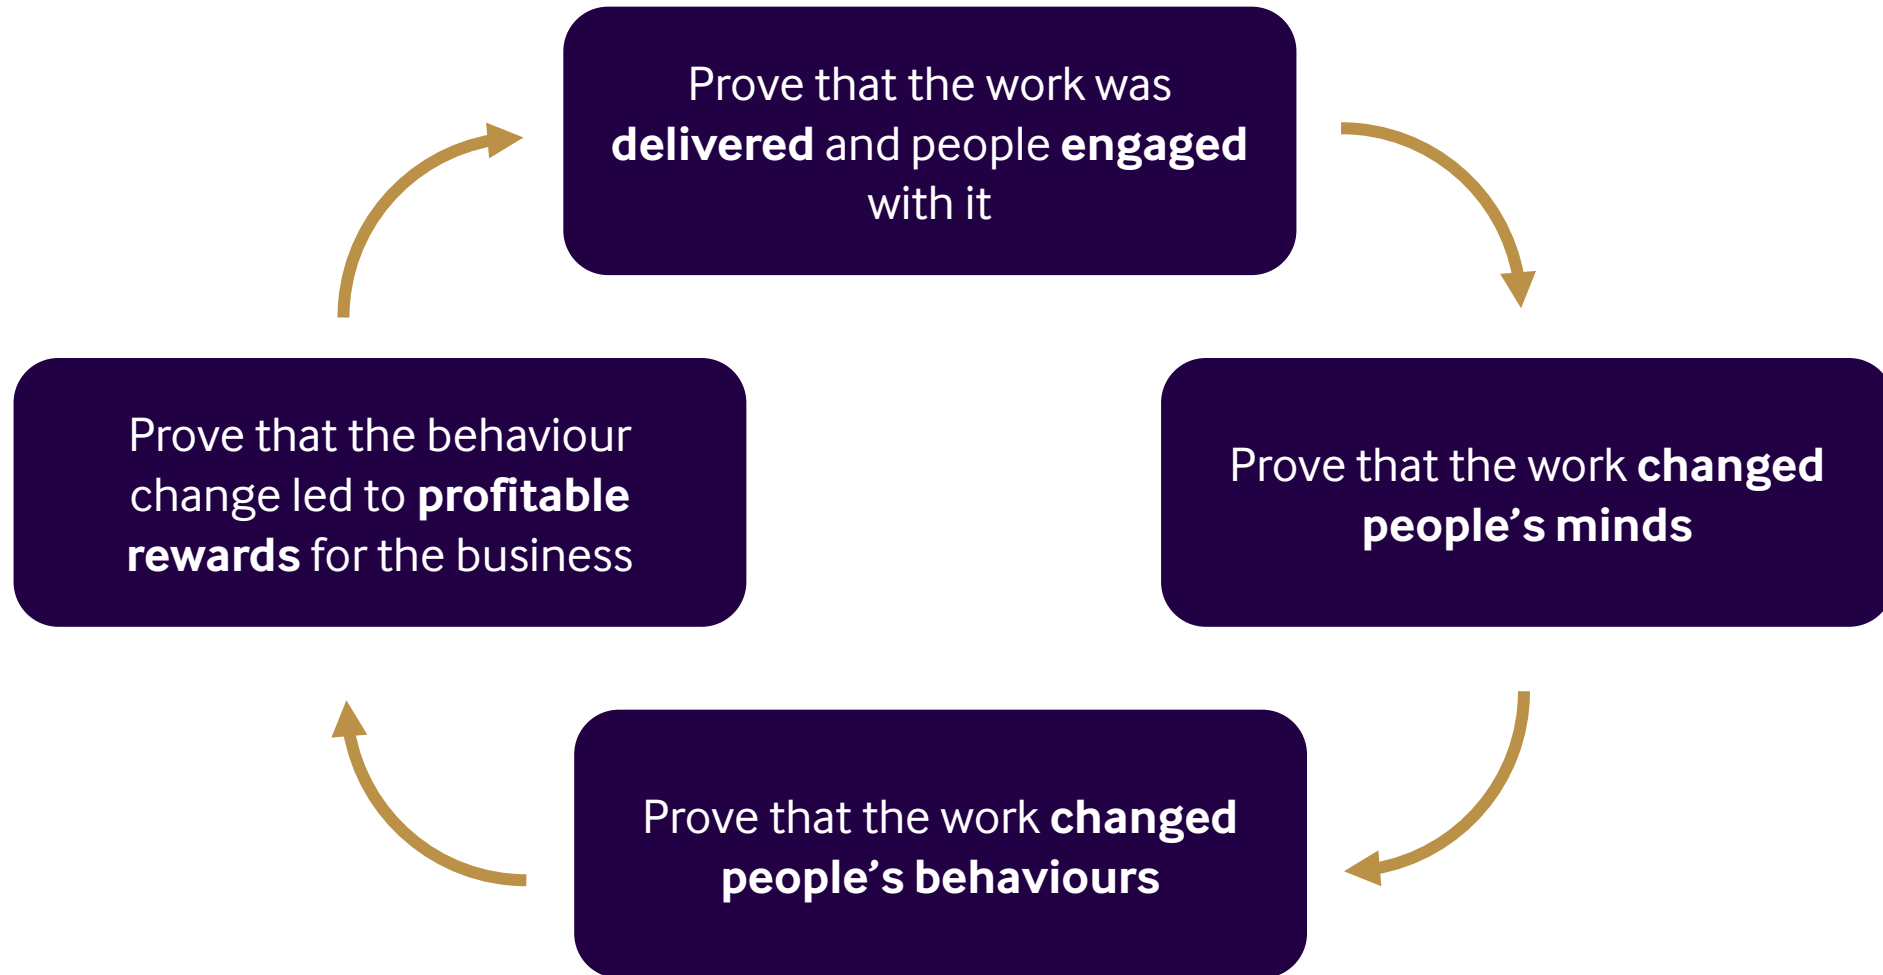 Prove that the work was
delivered and people engaged
with it
Prove that the work changed
people’s minds
Prove that the work changed
people’s behaviours
Prove that the behaviour
change led to profitable
rewards for the business